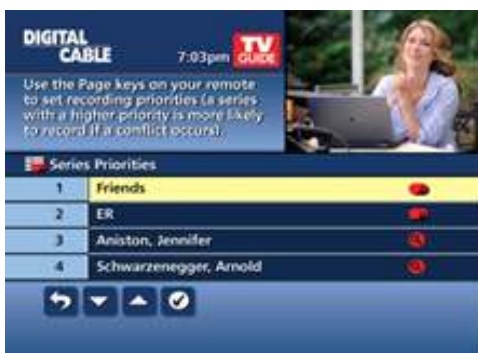 DIGITAL
CABLE
7:03pm
TV
GUIDE
Use the Page keys on your remote
to set recording priorities (a series
with a higher priority is more likely
to record if a conflict occurs).
Series Priorities
1 Friends
2 ER
3 Aniston, Jennifer
4 Schwarzenegger, Arnold